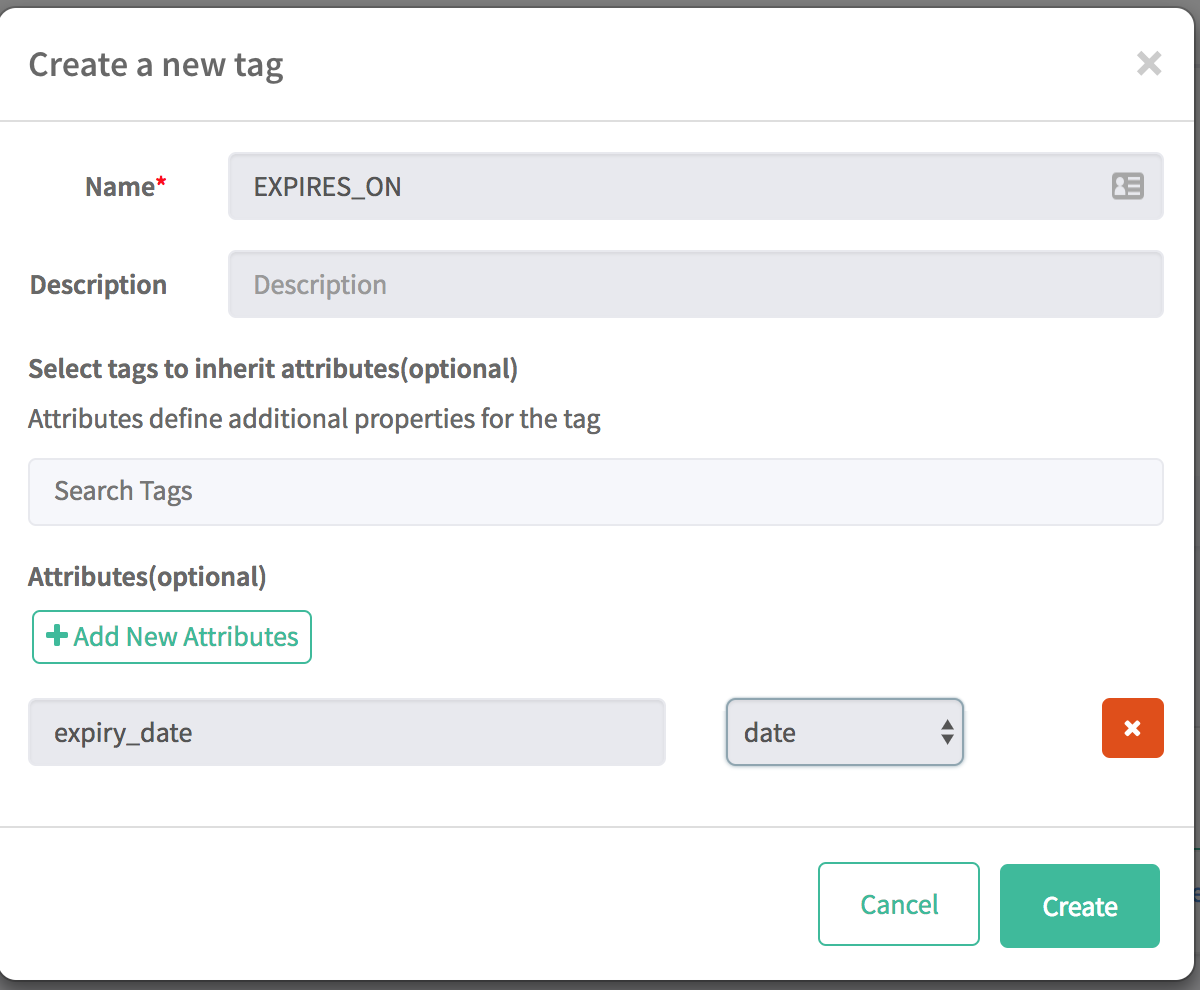 Create a new tag
Name*
EXPIRES_ON
Description
Description
Select tags to inherit attributes(optional)
Attributes define additional properties for the tag
Search Tags
Attributes(optional)
Add New Attributes
expiry_date
date
Cancel
Create